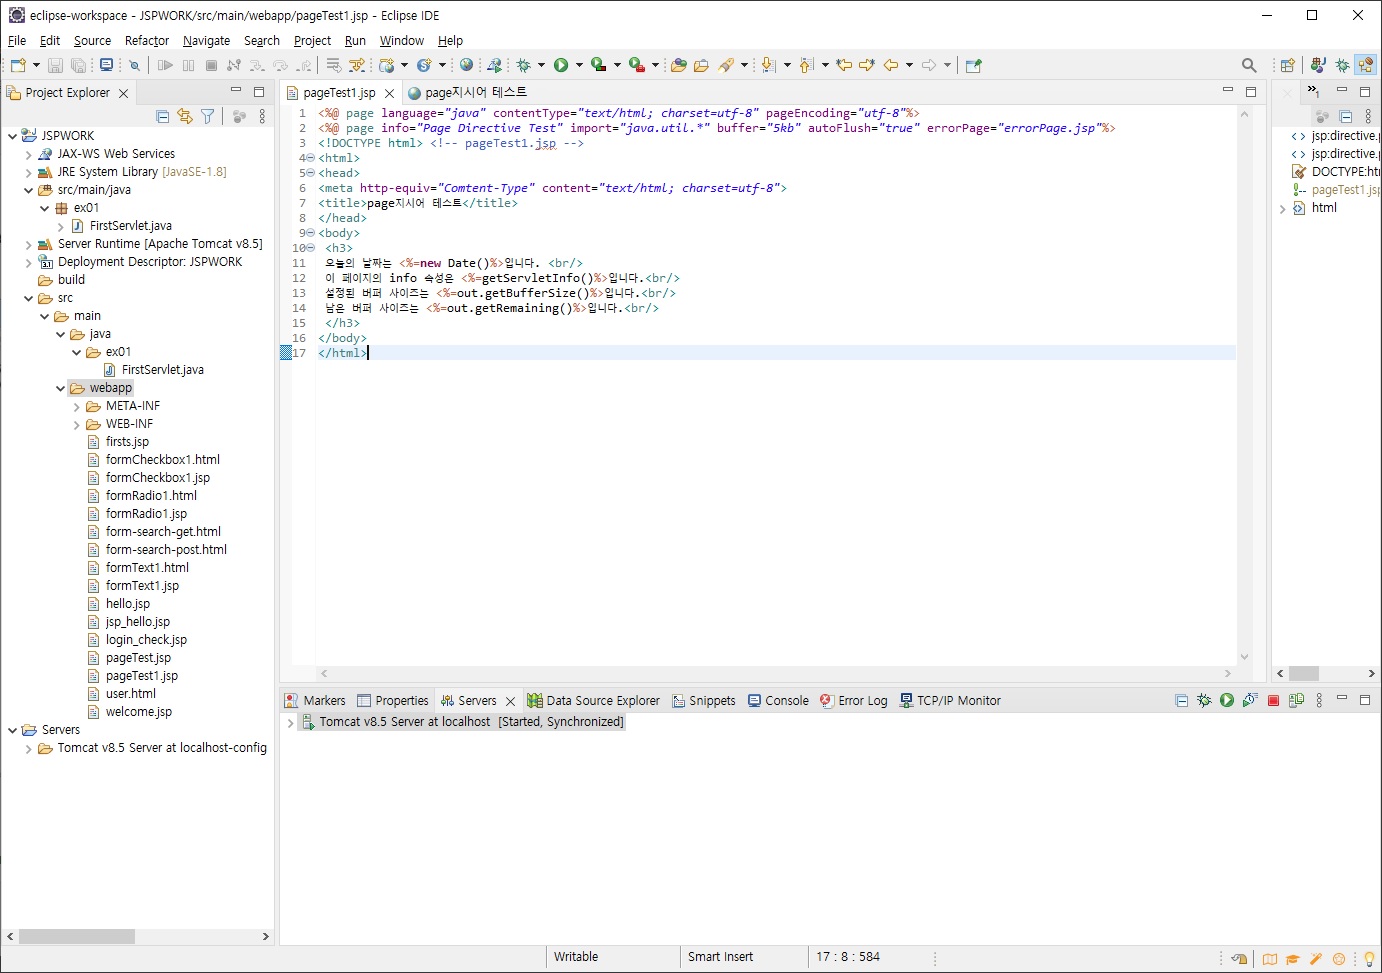 eclipse-workspace - JSPWORK/src/main/webapp/pageTest1.jsp - Eclipse IDE
File Edit Source Refactor Navigate Search Project Run Window Help
Project Explorer
JSPWORK
JAX-WS Web Services
JRE System Library [JavaSE-1.8]
src/main/java
ex01
FirstServlet.java
Server Runtime [Apache Tomcat v8.5]
Deployment Descriptor: JSPWORK
build
src
main
java
ex01
FirstServlet.java
webapp
META-INF
WEB-INF
firsts.jsp
formCheckbox1.html
formCheckbox1.jsp
formRadio1.html
formRadio1.jsp
form-search-get.html
form-search-post.html
formText1.html
formText1.jsp
hello.jsp
jsp_hello.jsp
login_check.jsp
pageTest.jsp
pageTest1.jsp
user.html
welcome.jsp
Servers
Tomcat v8.5 Server at localhost-config
pageTest1.jsp page지시어 테스트
1 <%@ page language="java" contentType="text/html; charset=utf-8" pageEncoding="utf-8"%>
2 <%@ page info="Page Directive Test" import="java.util.*" buffer="5kb" autoFlush="true" errorPage="errorPage.jsp"%>
3 <!DOCTYPE html> <!-- pageTest1.jsp -->
4 <html>
5 <head>
6 <meta http-equiv="Comtent-Type" content="text/html; charset=utf-8">
7 <title>page지시어 테스트</title>
8 </head>
9 <body>
10 <h3>
11 오늘의 날짜는 <%=new Date()%>입니다. <br/>
12 이 페이지의 info 속성은 <%=getServletInfo()%>입니다.<br/>
13 설정된 버퍼 사이즈는 <%=out.getBufferSize()%>입니다.<br/>
14 남은 버퍼 사이즈는 <%=out.getRemaining()%>입니다.<br/>
15 </h3>
16 </body>
17 </html>
»1
jsp:directive.p
jsp:directive.p
DOCTYPE:htm
pageTest1.jsp
html
Markers Properties Servers Data Source Explorer Snippets Console Error Log TCP/IP Monitor
Tomcat v8.5 Server at localhost [Started, Synchronized]
Writable Smart Insert 17 : 8 : 584